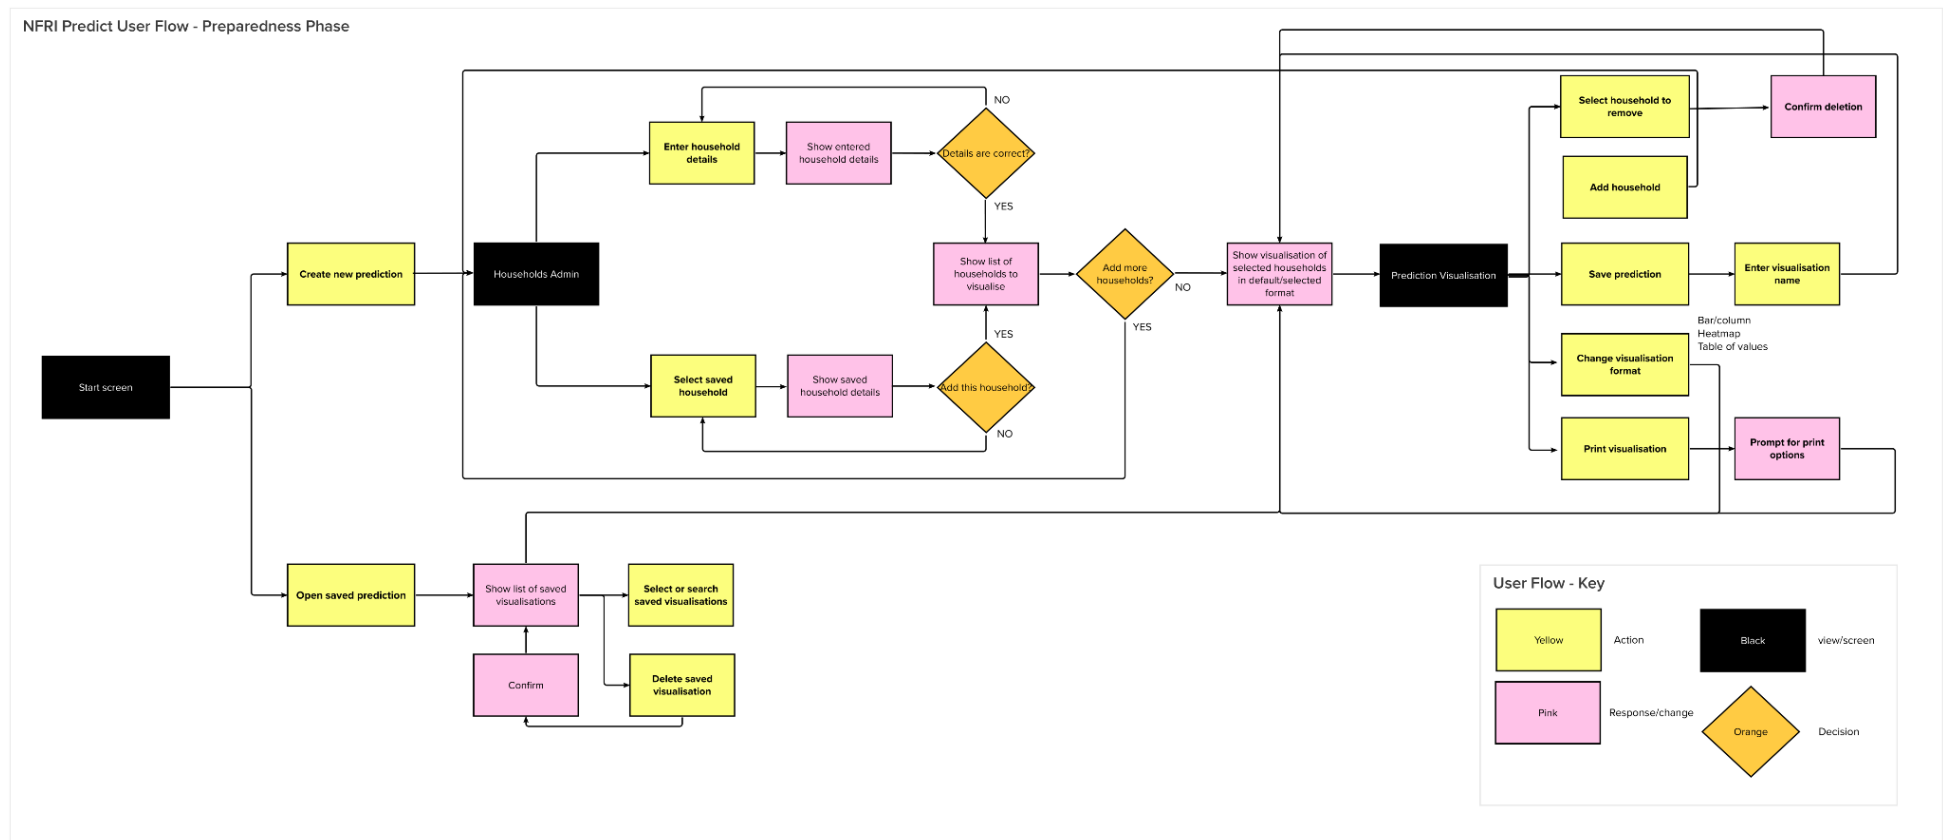 NFRI Predict User Flow - Preparedness Phase
NO
Select household to
remove
Confirm deletion
Enter household
details
Show entered
household details
Details are correct?
Add household
YES
Create new prediction
Households Admin
Show list of
households to
visualise
Add more
households?
NO
YES
Show visualisation of
selected households
in default/selected
format
Prediction Visualisation
Save prediction
Enter visualisation
name
Bar/column
Heatmap
Table of values
YES
Start screen
Select saved
household
Show saved
household details
Add this household?
NO
Change visualisation
format
Print visualisation
Prompt for print
options
Open saved prediction
Show list of saved
visualisations
Select or search
saved visualisations
Confirm
Delete saved
visualisation
User Flow - Key
Yellow
Action
Black
view/screen
Pink
Response/change
Orange
Decision